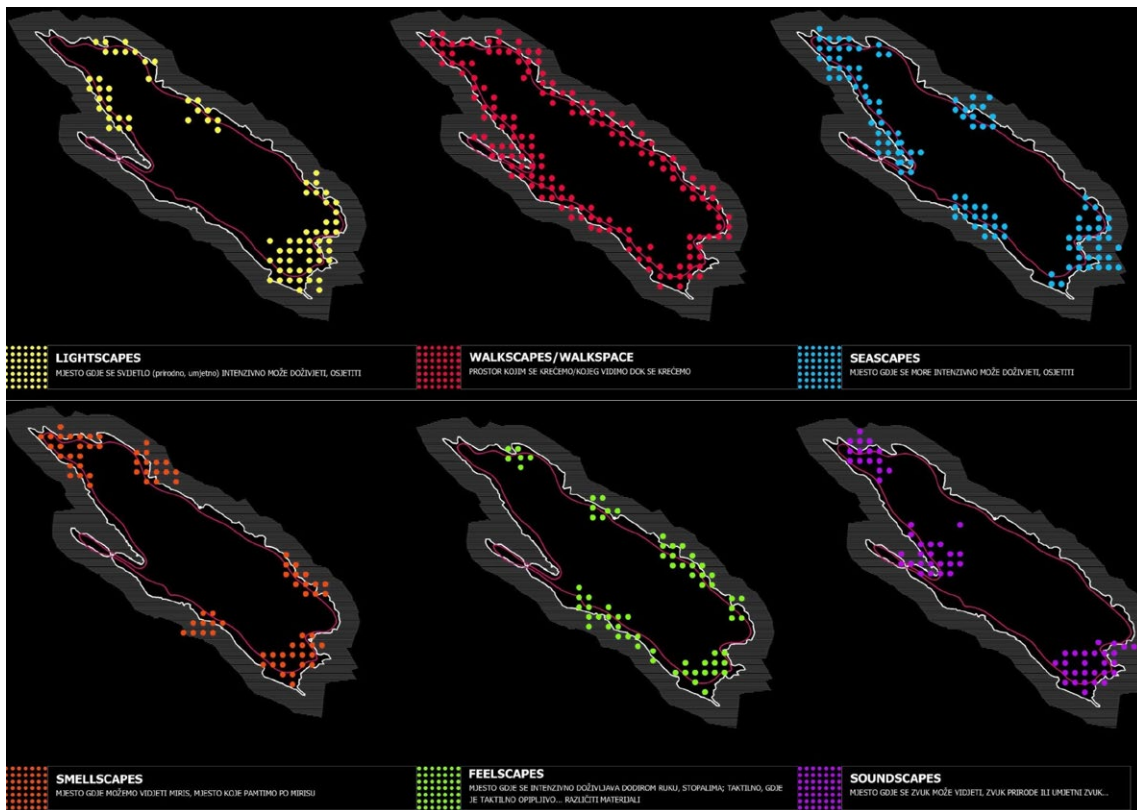 LIGHTSCAPES
MJESTO GDJE SE SVIJETLO (prirodno, umjetno) INTENZIVNO MOŽE DOŽIVJETI, OSJETITI
WALKSCAPES/WALKSPACE
PROSTOR KOJIM SE KREĆEMO/KOJEG VIDIMO DOK SE KREĆEMO
SEASCAPES
MJESTO GDJE SE MORE INTENZIVNO MOŽE DOŽIVJETI, OSJETITI
SMELLSCAPES
MJESTO GDJE MOŽEMO VIDJETI MIRIS, MJESTO KOJE PAMTIMO PO MIRISU
FEELSCAPES
MJESTO GDJE SE INTENZIVNO DOŽIVLJAVA DODIROM RUKU, STOPALIMA; TAKTILNO, GDJE
JE TAKTILNO OPIPLJIVO... RAZLIČITI MATERIJALI
SOUNDSCAPES
MJESTO GDJE SE ZVUK MOŽE VIDJETI, ZVUK PRIRODE ILI UMJETNI ZVUK...